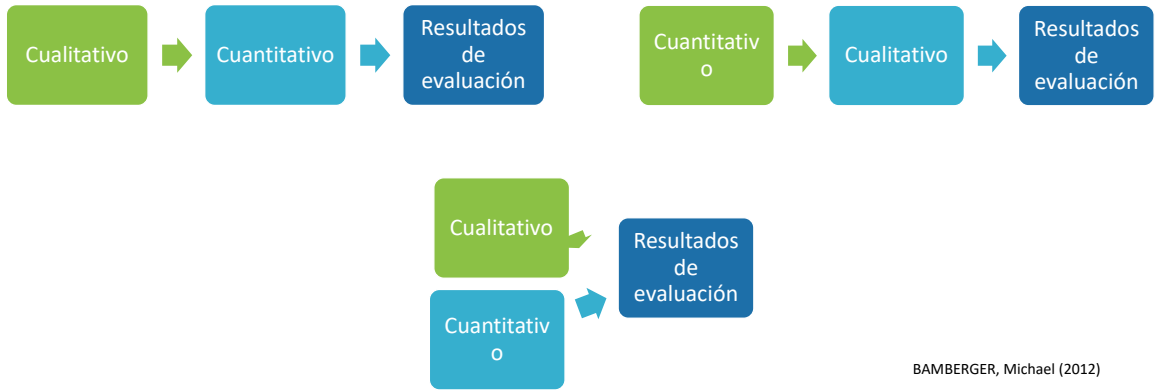 Cualitativo
Cuantitativo
Resultados
de
evaluación
Cuantitativ
o
Cualitativo
Resultados
de
evaluación
Cualitativo
Cuantitativ
o
Resultados
de
evaluación
BAMBERGER, Michael (2012)